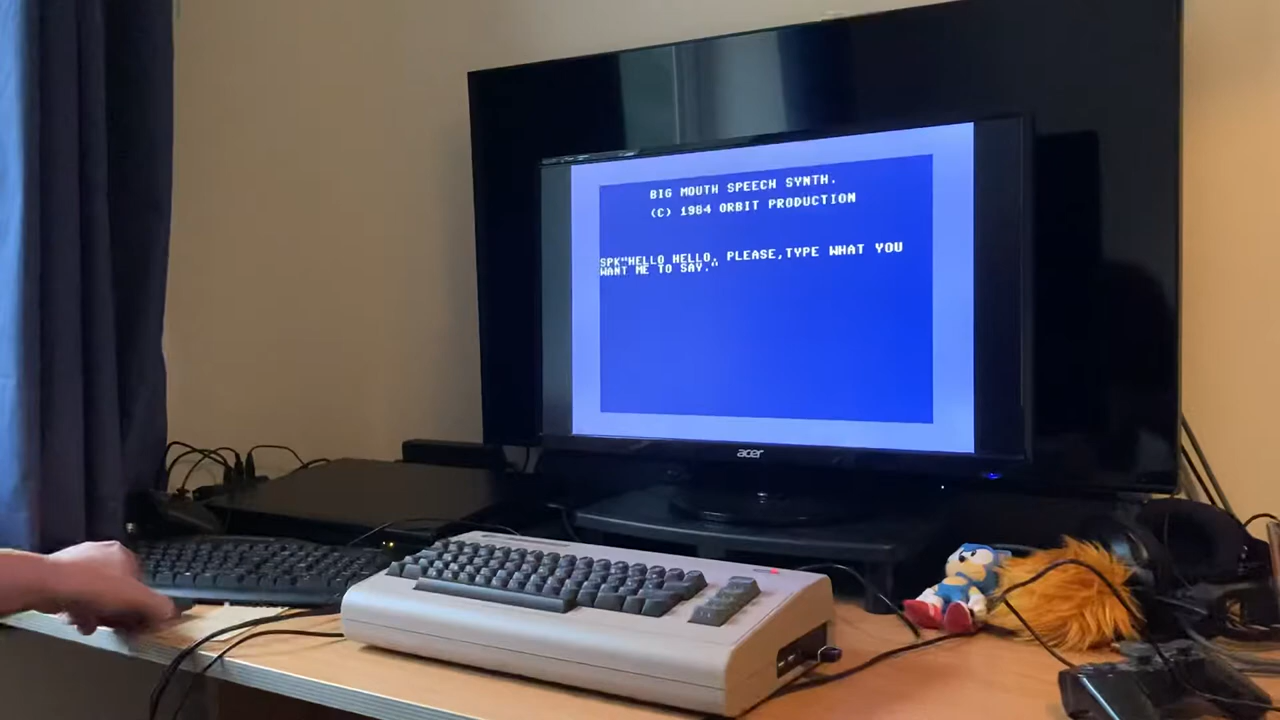 BIG MOUTH SPEECH SYNTH.
(C) 1984 ORBIT PRODUCTION
SPK"HELLO HELLO, PLEASE,TYPE WHAT YOU
WANT ME TO SAY."
acer